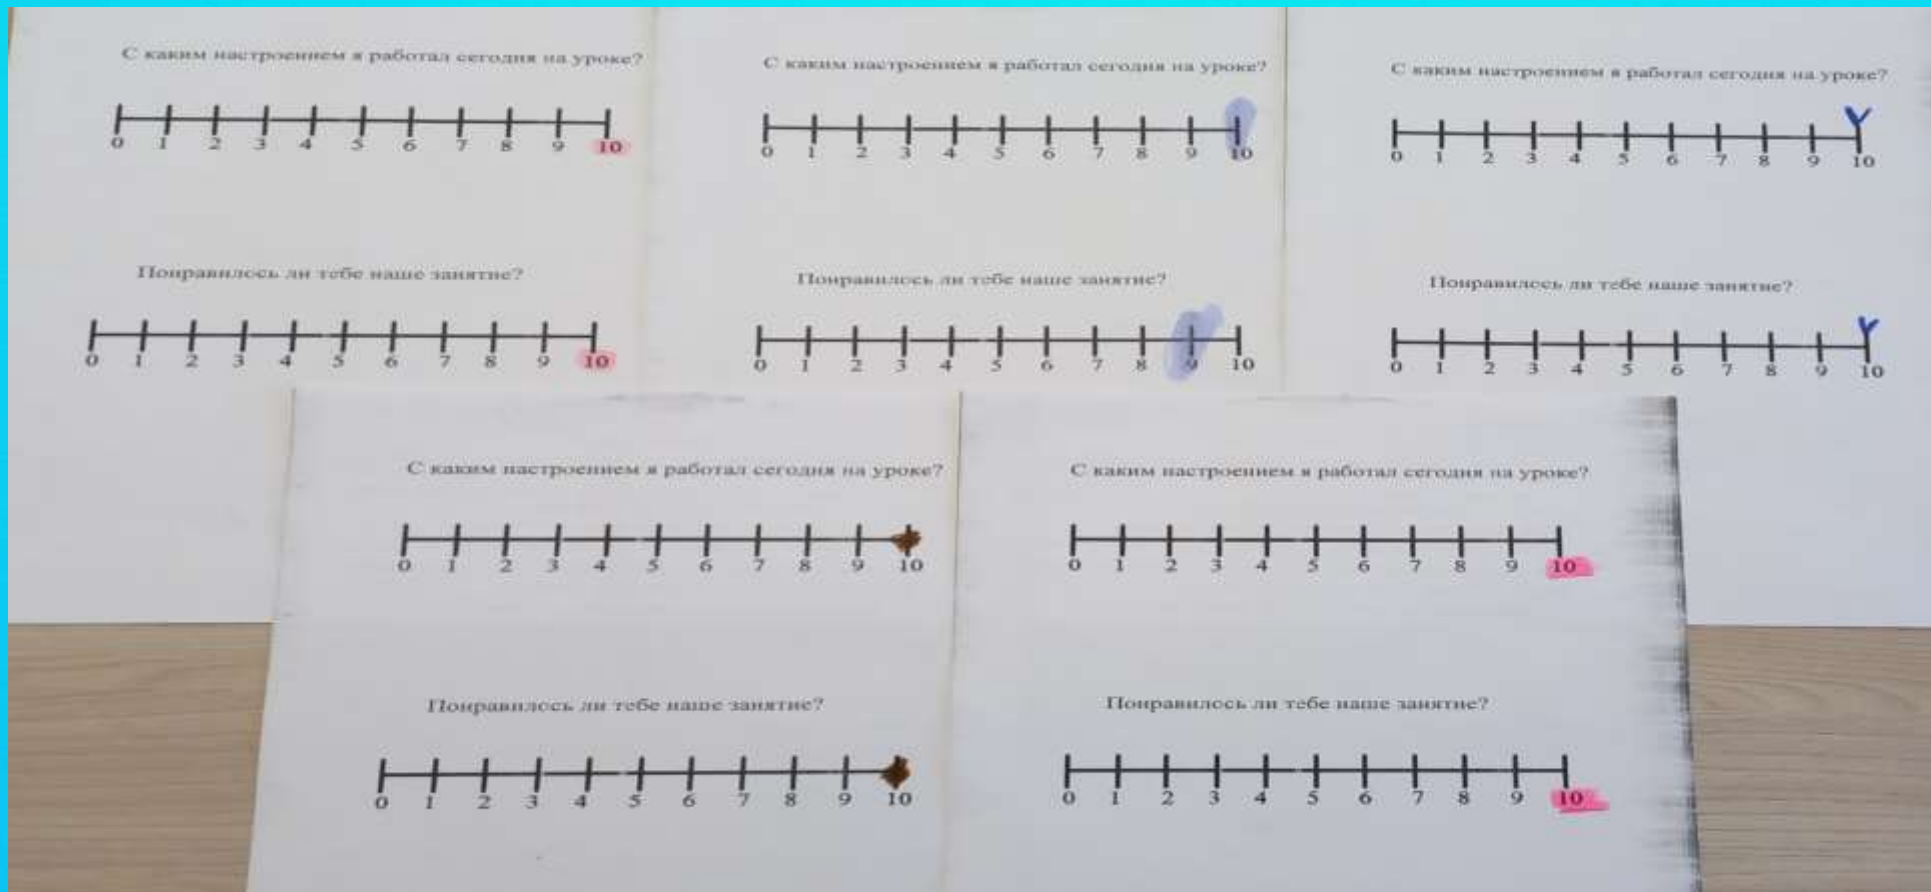 С каким настроением я работал сегодня на уроке?
0 1 2 3 4 5 6 7 8 9 10
Понравилось ли тебе наше занятие?
0 1 2 3 4 5 6 7 8 9 10
С каким настроением я работал сегодня на уроке?
0 1 2 3 4 5 6 7 8 9 10
Понравилось ли тебе наше занятие?
0 1 2 3 4 5 6 7 8 9 10
С каким настроением я работал сегодня на уроке?
0 1 2 3 4 5 6 7 8 9 10
Понравилось ли тебе наше занятие?
0 1 2 3 4 5 6 7 8 9 10
С каким настроением я работал сегодня на уроке?
0 1 2 3 4 5 6 7 8 9 10
Понравилось ли тебе наше занятие?
0 1 2 3 4 5 6 7 8 9 10
С каким настроением я работал сегодня на уроке?
0 1 2 3 4 5 6 7 8 9 10
Понравилось ли тебе наше занятие?
0 1 2 3 4 5 6 7 8 9 10